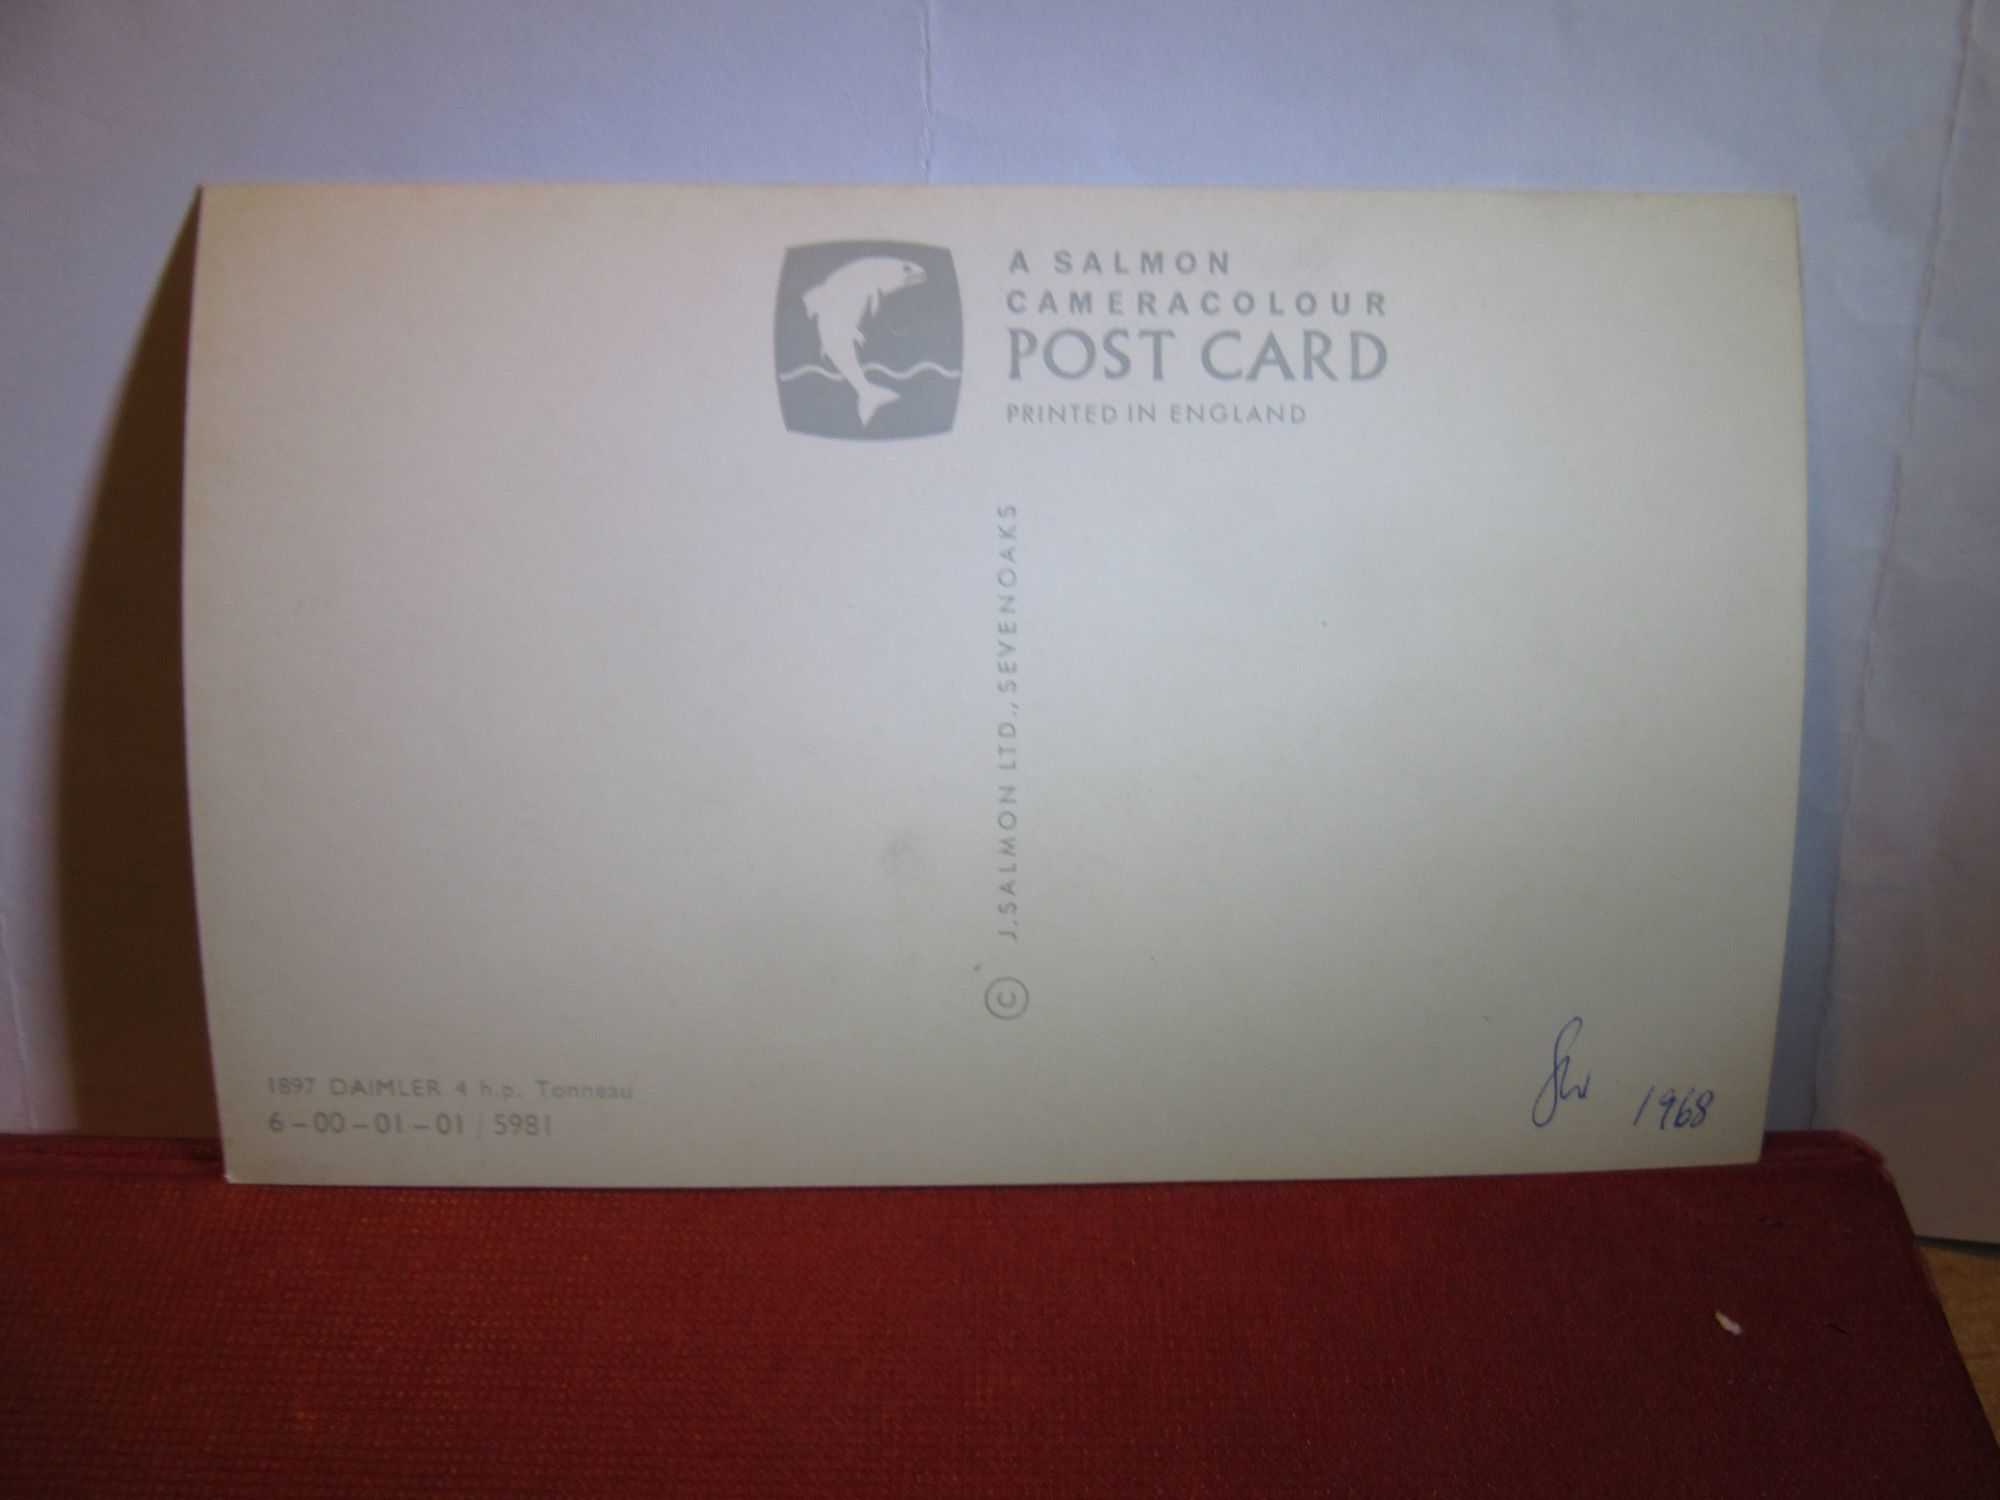 A SALMON
CAMERACOLOUR
POST CARD
PRINTED IN ENGLAND
© J. SALMON LTD., SEVENOAKS
1897 DAIMLER 4 h.p. Tonneau
6-00-01-01 / 5981
1968